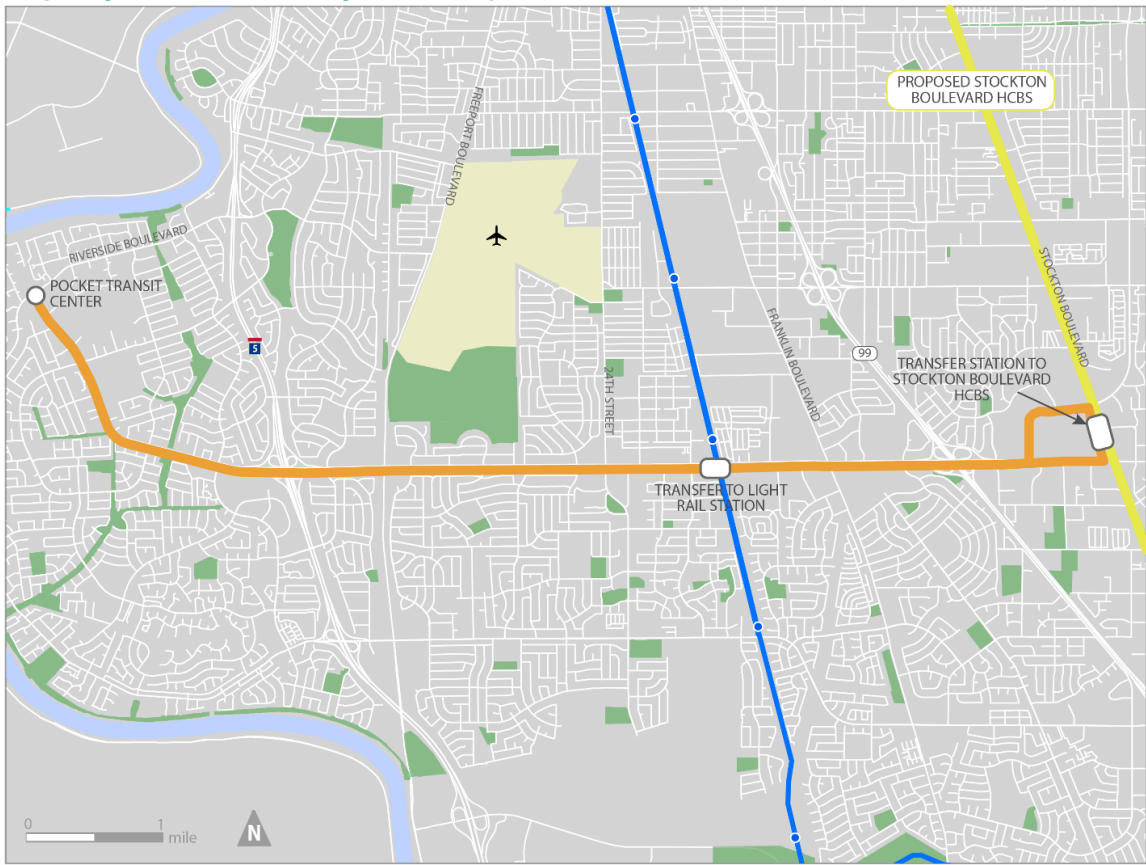 PROPOSED STOCKTON
BOULEVARD HCBS
FREEPORT BOULEVARD
RIVERSIDE BOULEVARD
STOCKTON BOULEVARD
POCKET TRANSIT
CENTER
5
FRANKLIN BOULEVARD
99
TRANSFER STATION TO
STOCKTON BOULEVARD
HCBS
24TH STREET
TRANSFER TO LIGHT
RAIL STATION
0 1
mile
N